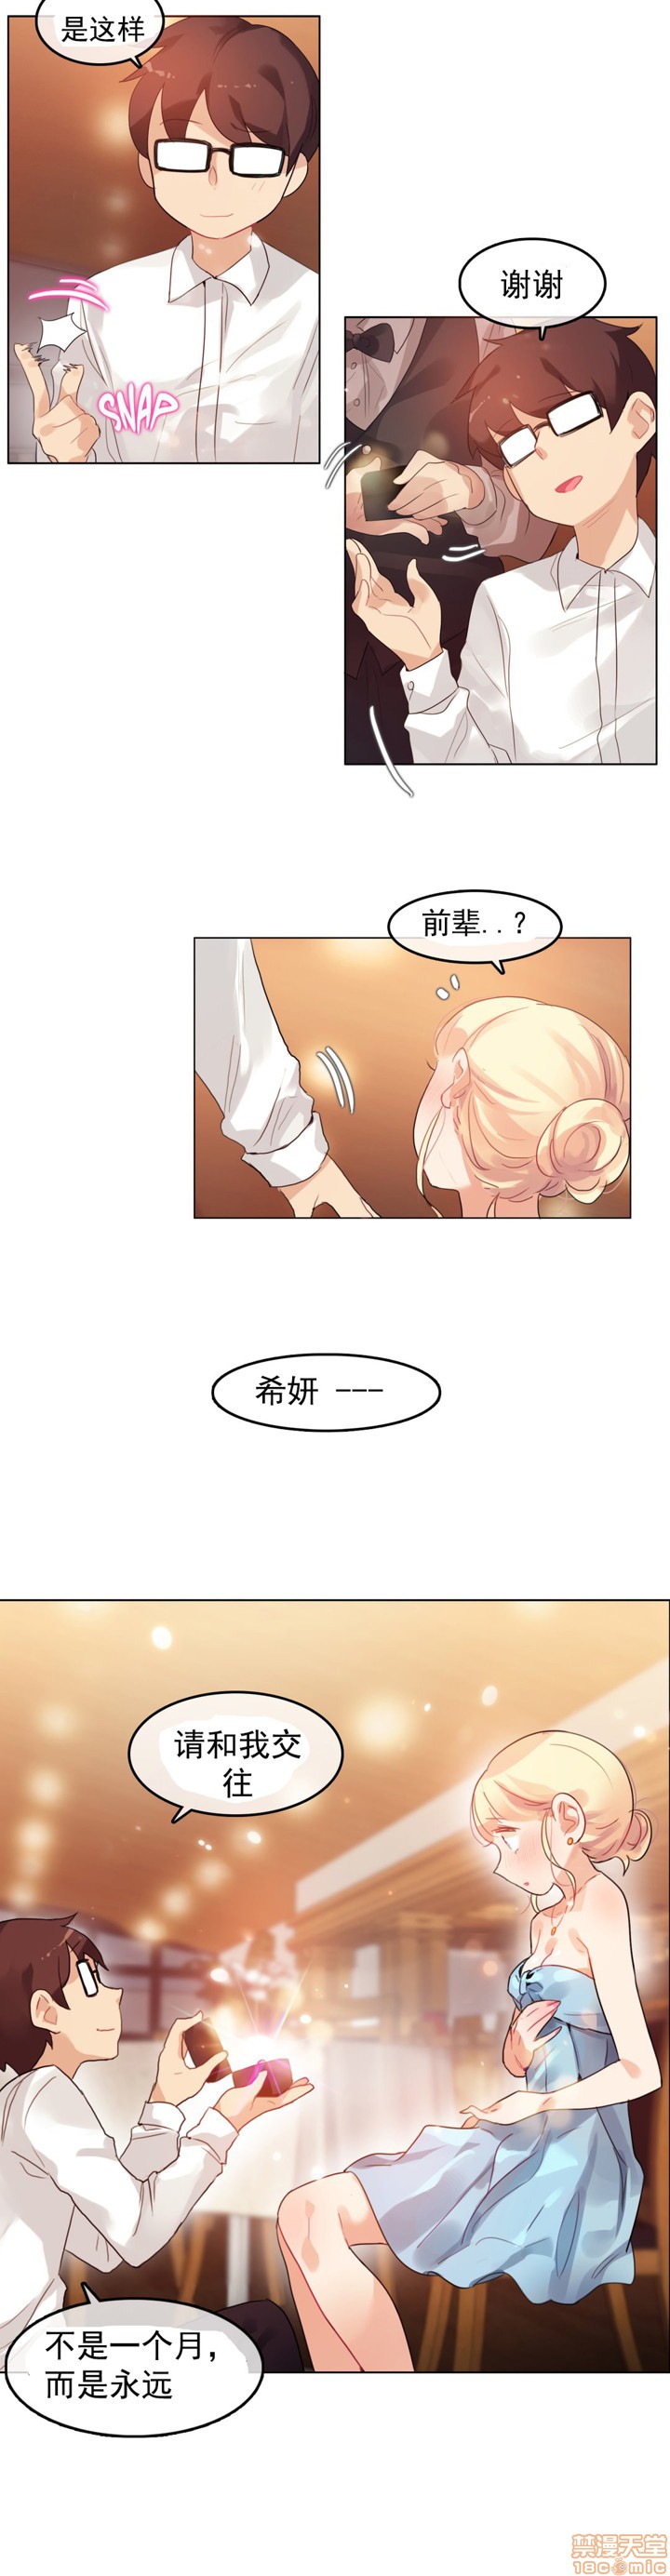 是这样
SNAP
谢谢
前辈..?
希妍 ---
请和我交
往
不是一个月,
而是永远
禁漫天堂
18comic